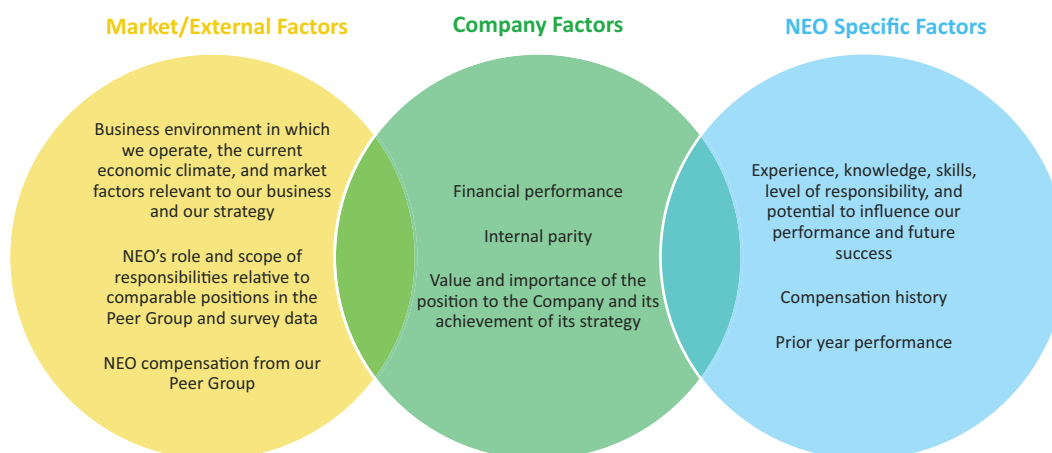 Market/External Factors
Business environment in which
we operate, the current
economic climate, and market
factors relevant to our business
and our strategy
NEO’s role and scope of
responsibilities relative to
comparable positions in the
Peer Group and survey data
NEO compensation from our
Peer Group
Company Factors
Financial performance
Internal parity
Value and importance of the
position to the Company and its
achievement of its strategy
NEO Specific Factors
Experience, knowledge, skills,
level of responsibility, and
potential to influence our
performance and future
success
Compensation history
Prior year performance